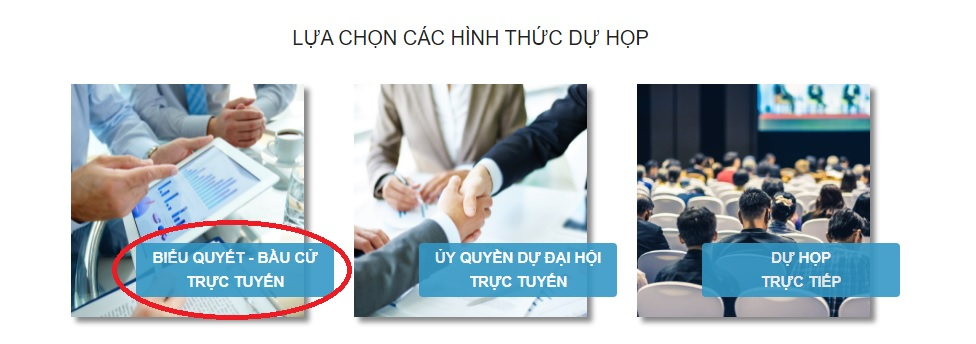 LỰA CHỌN CÁC HÌNH THỨC DỰ HỌP
BIỂU QUYẾT - BẦU CỬ
TRỰC TUYẾN
ỦY QUYỀN DỰ ĐẠI HỘI
TRỰC TUYẾN
DỰ HỌP
TRỰC TIẾP